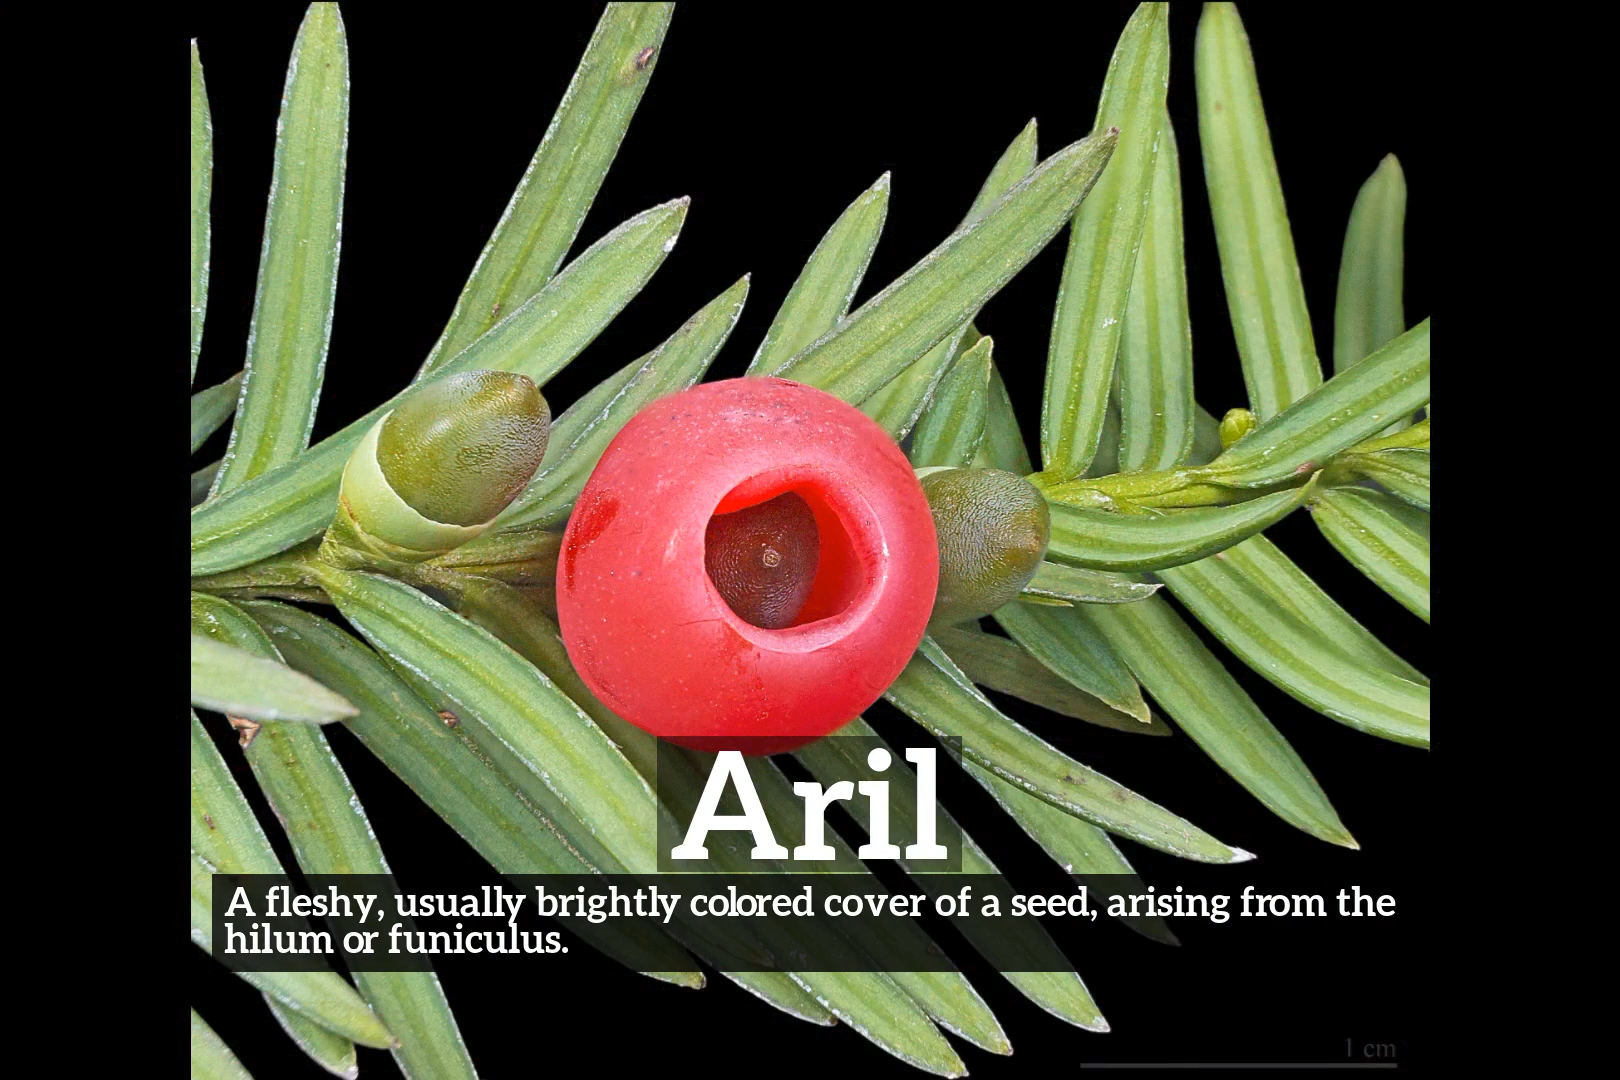 Aril
A fleshy, usually brightly colored cover of a seed, arising from the
hilum or funiculus.
1 cm